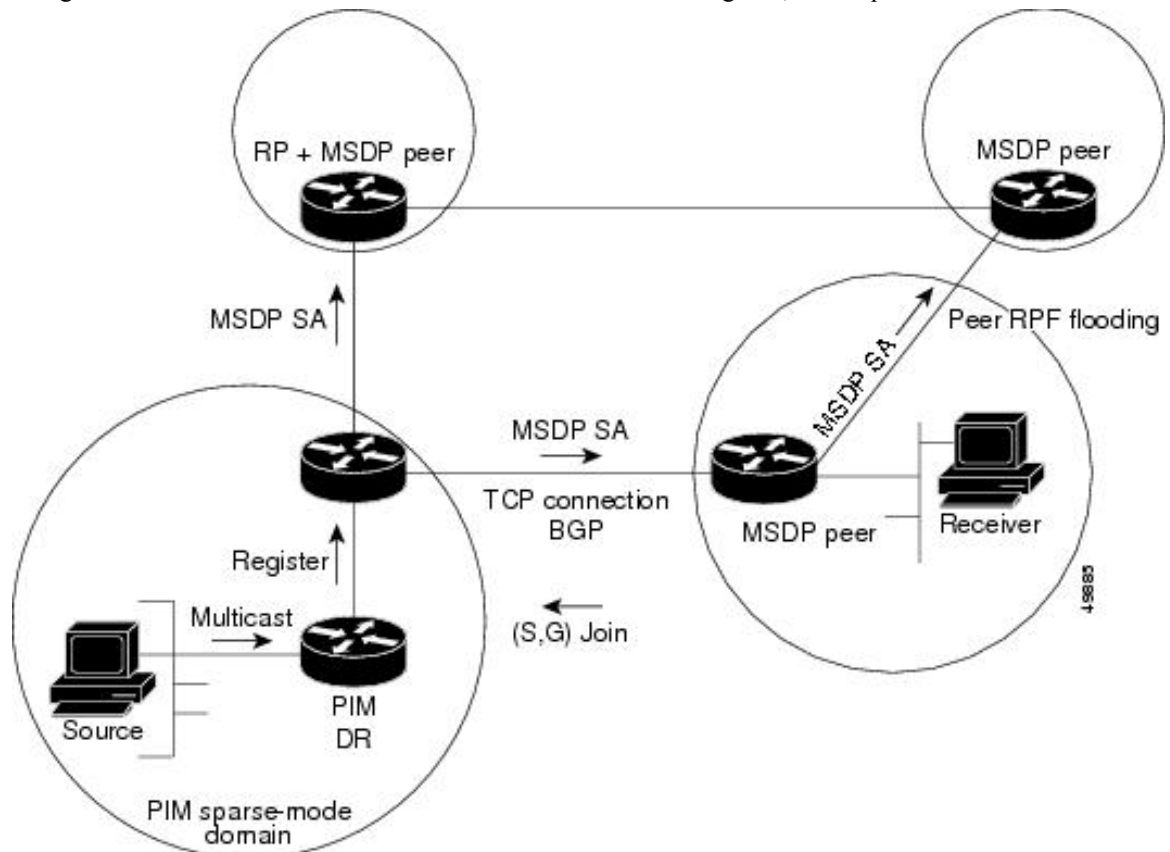 RP + MSDP peer
MSDP peer
MSDP SA
Peer RPF flooding
MSDP SA
MSDP SA
TCP connection
BGP
MSDP peer
Receiver
Register
Multicast
(S,G) Join
Source
PIM
DR
PIM sparse-mode
domain
49885